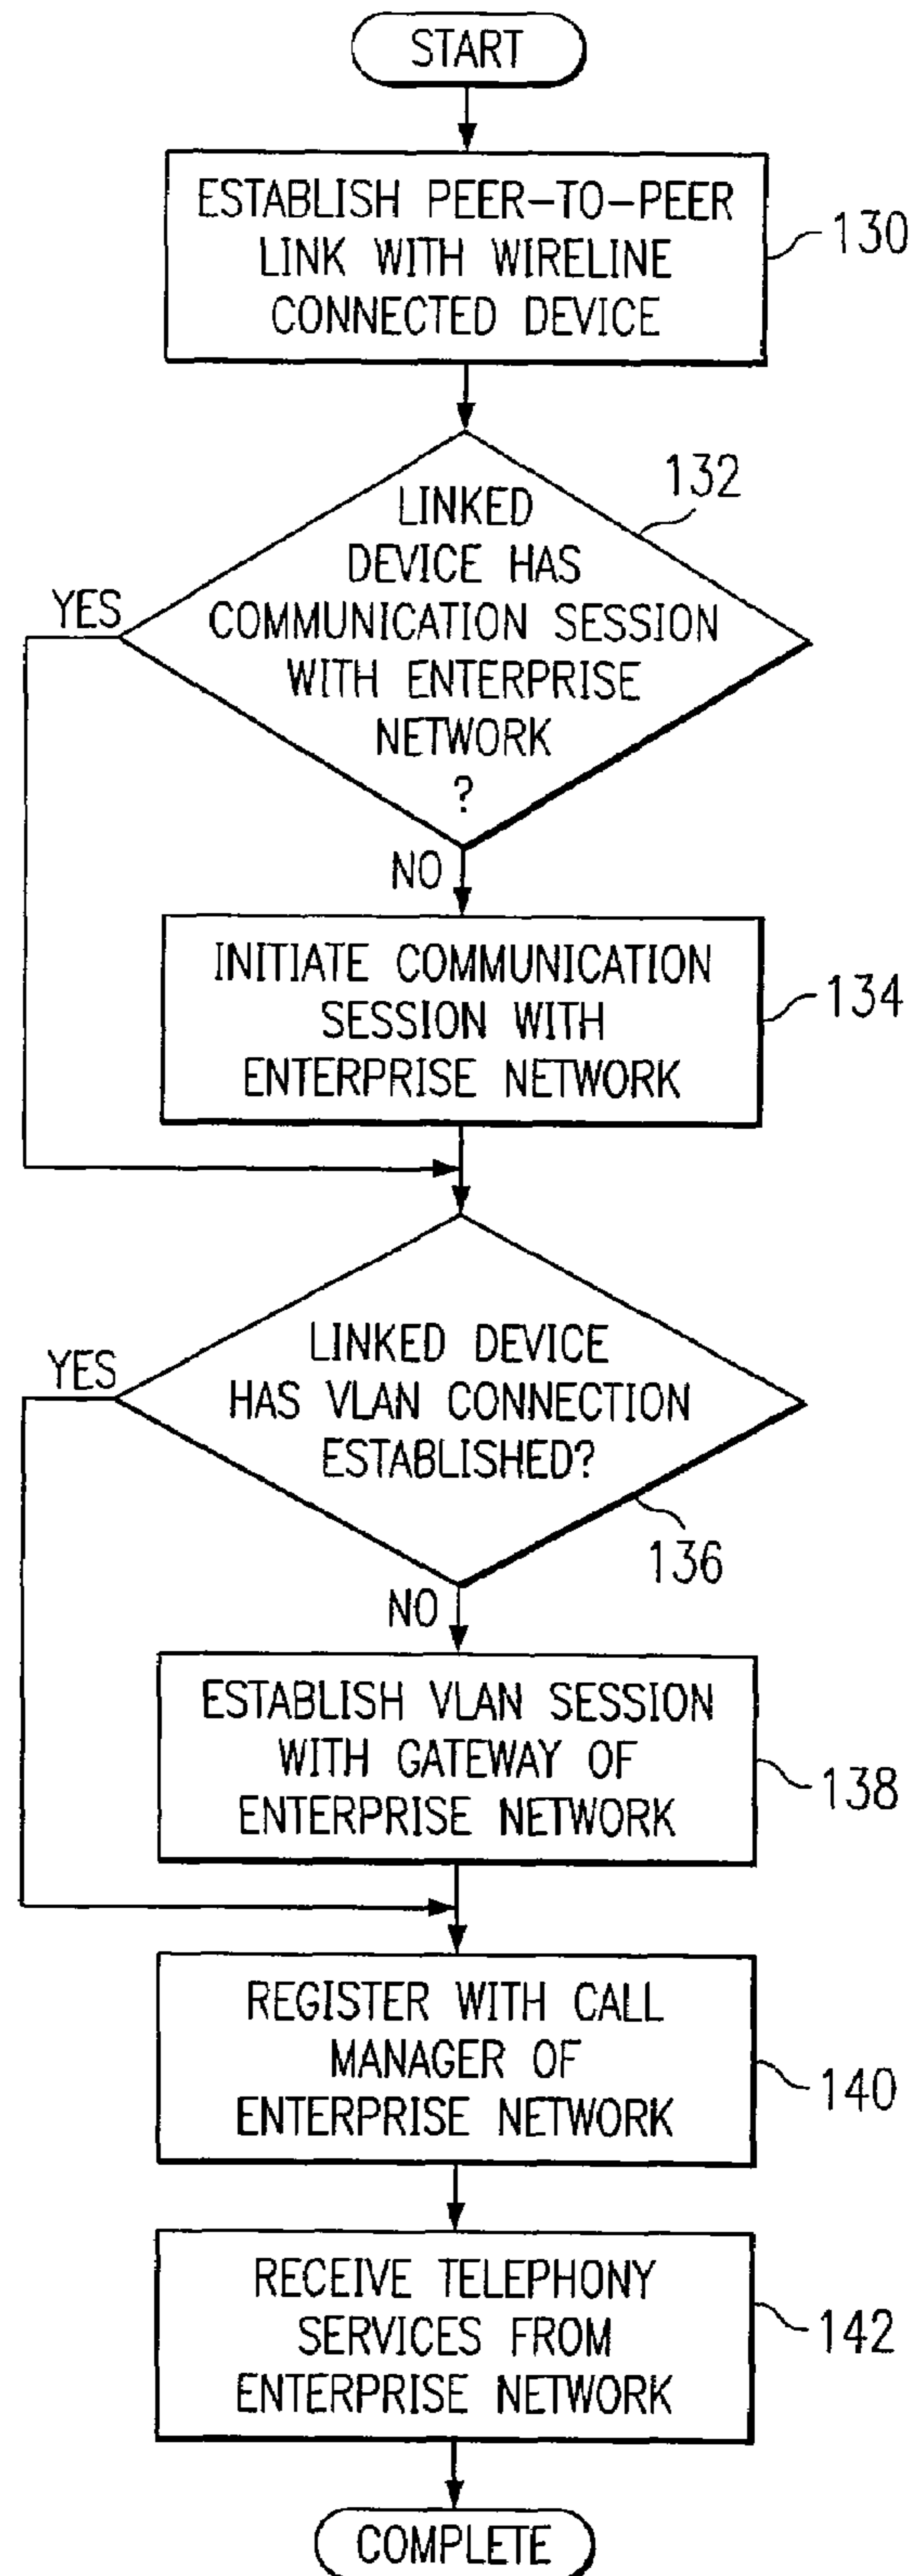 START
ESTABLISH PEER-TO-PEER
LINK WITH WIRELINE
CONNECTED DEVICE
130
132
LINKED
DEVICE HAS
COMMUNICATION SESSION
WITH ENTERPRISE
NETWORK
?
YES
NO
INITIATE COMMUNICATION
SESSION WITH
ENTERPRISE NETWORK
134
LINKED DEVICE
HAS VLAN CONNECTION
ESTABLISHED?
YES
136
NO
ESTABLISH VLAN SESSION
WITH GATEWAY OF
ENTERPRISE NETWORK
138
REGISTER WITH CALL
MANAGER OF
ENTERPRISE NETWORK
140
RECEIVE TELEPHONY
SERVICES FROM
ENTERPRISE NETWORK
142
COMPLETE